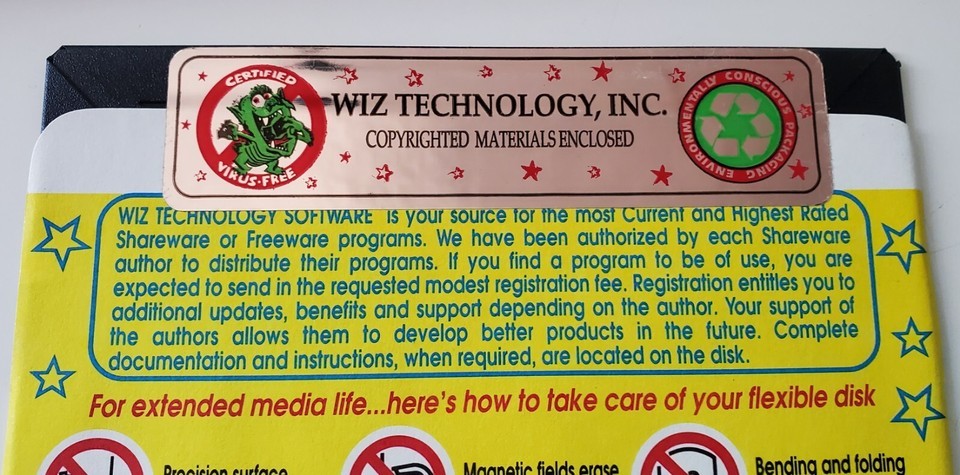 CERTIFIED
VIRUS-FREE
WIZ TECHNOLOGY, INC.
COPYRIGHTED MATERIALS ENCLOSED
ENVIRONMENTALLY CONSCIOUS PACKAGING
WIZ TECHNOLOGY SOFTWARE is your source for the most Current and Highest Rated
Shareware or Freeware programs. We have been authorized by each Shareware
author to distribute their programs. If you find a program to be of use, you are
expected to send in the requested modest registration fee. Registration entitles you to
additional updates, benefits and support depending on the author. Your support of
the authors allows them to develop better products in the future. Complete
documentation and instructions, when required, are located on the disk.
For extended media life...here's how to take care of your flexible disk
Precision surface
Magnetic fields erase
Bending and folding